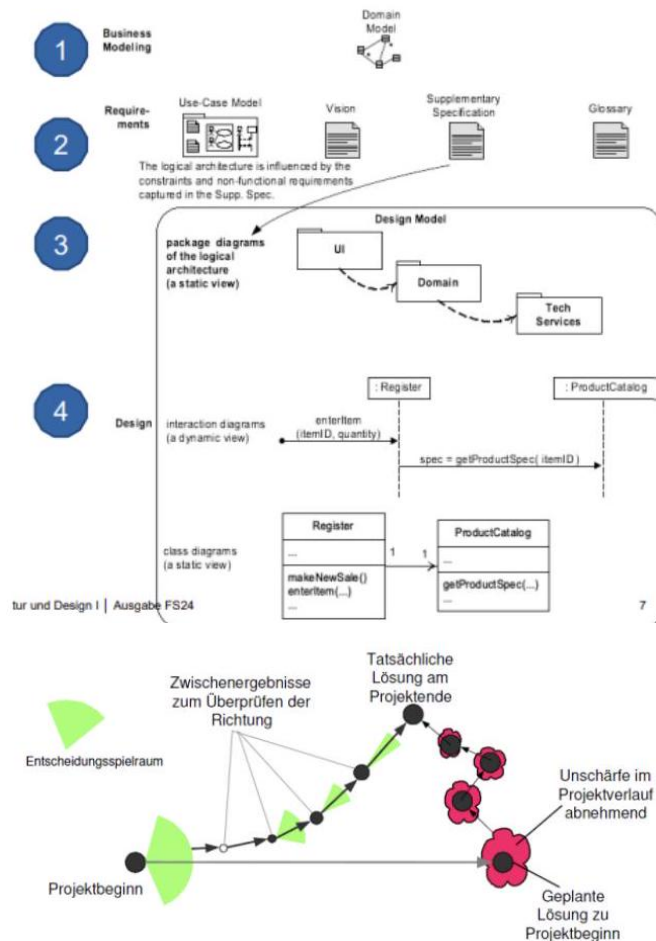 1
Business
Modeling
Domain
Model
2
Require-
ments
Use-Case Model
Vision
Supplementary
Specification
Glossary
The logical architecture is influenced by the
constraints and non-functional requirements
captured in the Supp. Spec.
3
Design Model
package diagrams
of the logical
architecture
(a static view)
UI
Domain
Tech
Services
4
Design
interaction diagrams
(a dynamic view)
: Register
: ProductCatalog
enterItem
(itemID, quantity)
spec = getProductSpec( itemID )
class diagrams
(a static view)
Register
...
makeNewSale()
enterItem(...)
...
1
1
ProductCatalog
...
getProductSpec(...)
...
tur und Design I | Ausgabe FS24
7
Entscheidungsspielraum
Zwischenergebnisse
zum Überprüfen der
Richtung
Tatsächliche
Lösung am
Projektende
Unschärfe im
Projektverlauf
abnehmend
Projektbeginn
Geplante
Lösung zu
Projektbeginn